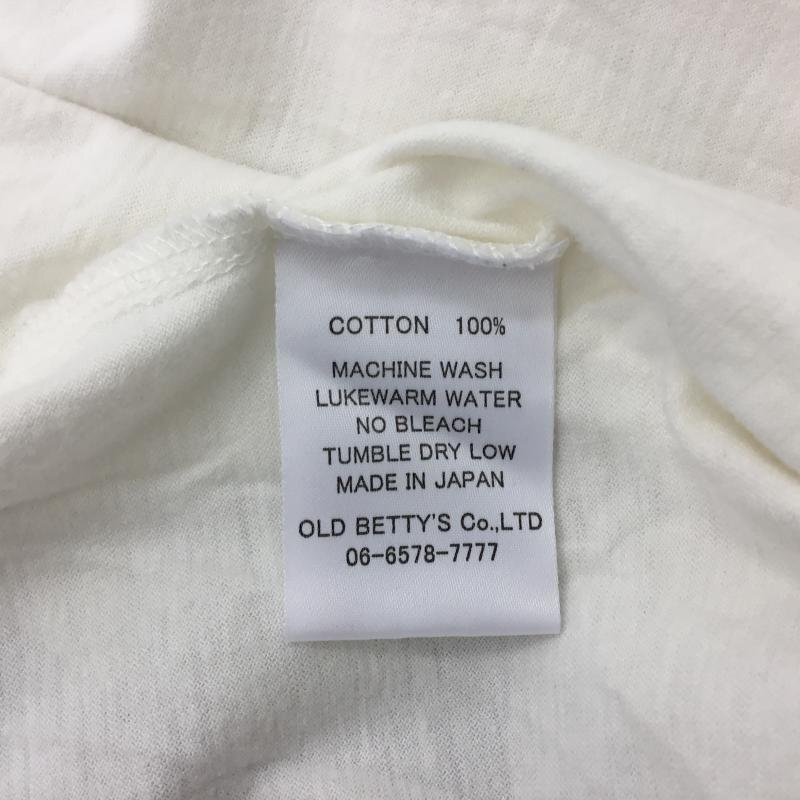 COTTON 100%
MACHINE WASH
LUKEWARM WATER
NO BLEACH
TUMBLE DRY LOW
MADE IN JAPAN
OLD BETTY'S Co.,LTD
06-6578-7777